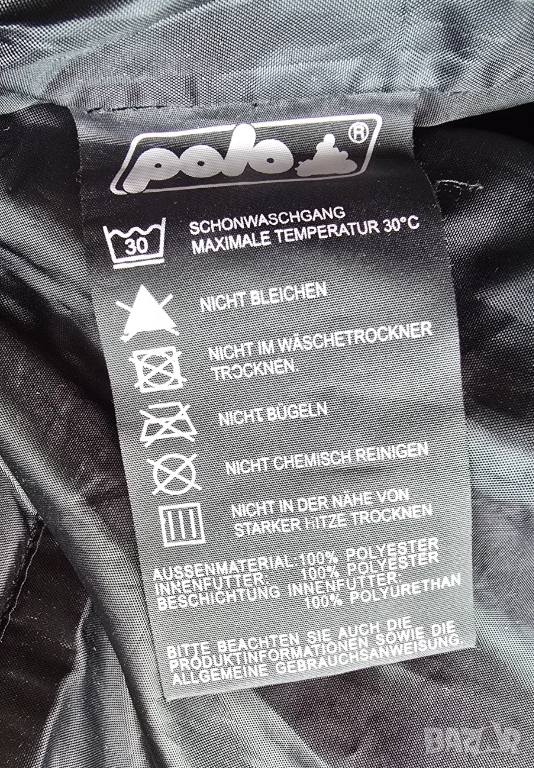 polo ®
30
SCHONWASCHGANG
MAXIMALE TEMPERATUR 30°C
NICHT BLEICHEN
NICHT IM WÄSCHETROCKNER
TROCKNEN.
NICHT BÜGELN
NICHT CHEMISCH REINIGEN
NICHT IN DER NÄHE VON
STARKER HITZE TROCKNEN
AUSSENMATERIAL: 100% POLYESTER
INNENFUTTER: 100% POLYESTER
BESCHICHTUNG INNENFUTTER:
100% POLYURETHAN
BITTE BEACHTEN SIE AUCH DIE
PRODUKTINFORMATIONEN SOWIE DIE
ALLGEMEINE GEBRAUCHSANWEISUNG.